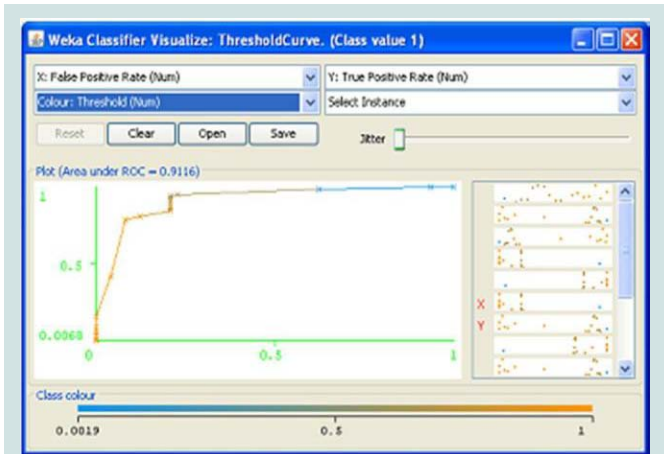 Weka Classifier Visualize: ThresholdCurve. (Class value 1)
X: False Positive Rate (Num)
Y: True Positive Rate (Num)
Colour: Threshold (Num)
Select Instance
Reset
Clear
Open
Save
Jitter
Plot (Area under ROC = 0.9116)
1
0.5
0.0068
0
0.5
1
X
Y
Class colour
0.0019
0.5
1